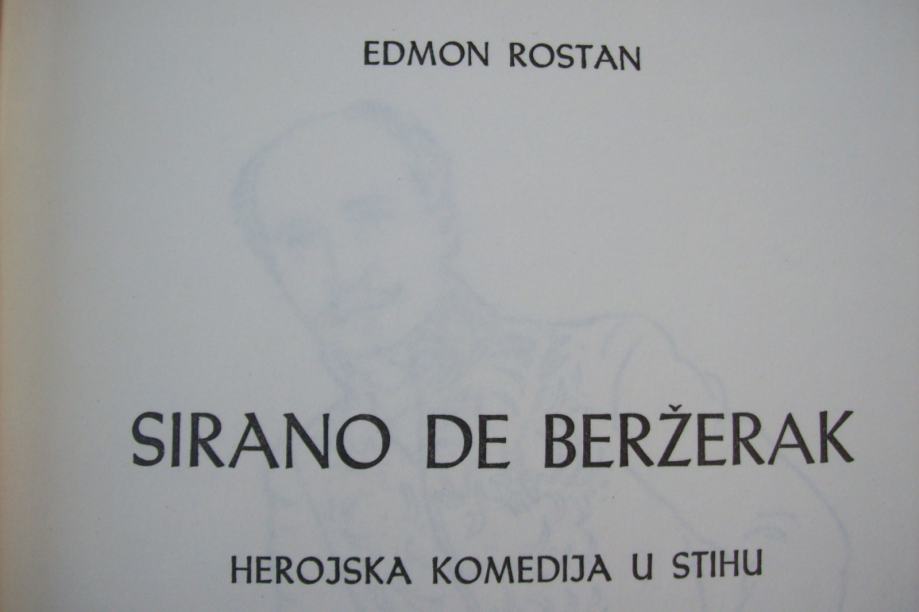 EDMON ROSTAN
SIRANO DE BERŽERAK
HEROJSKA KOMEDIJA U STIHU